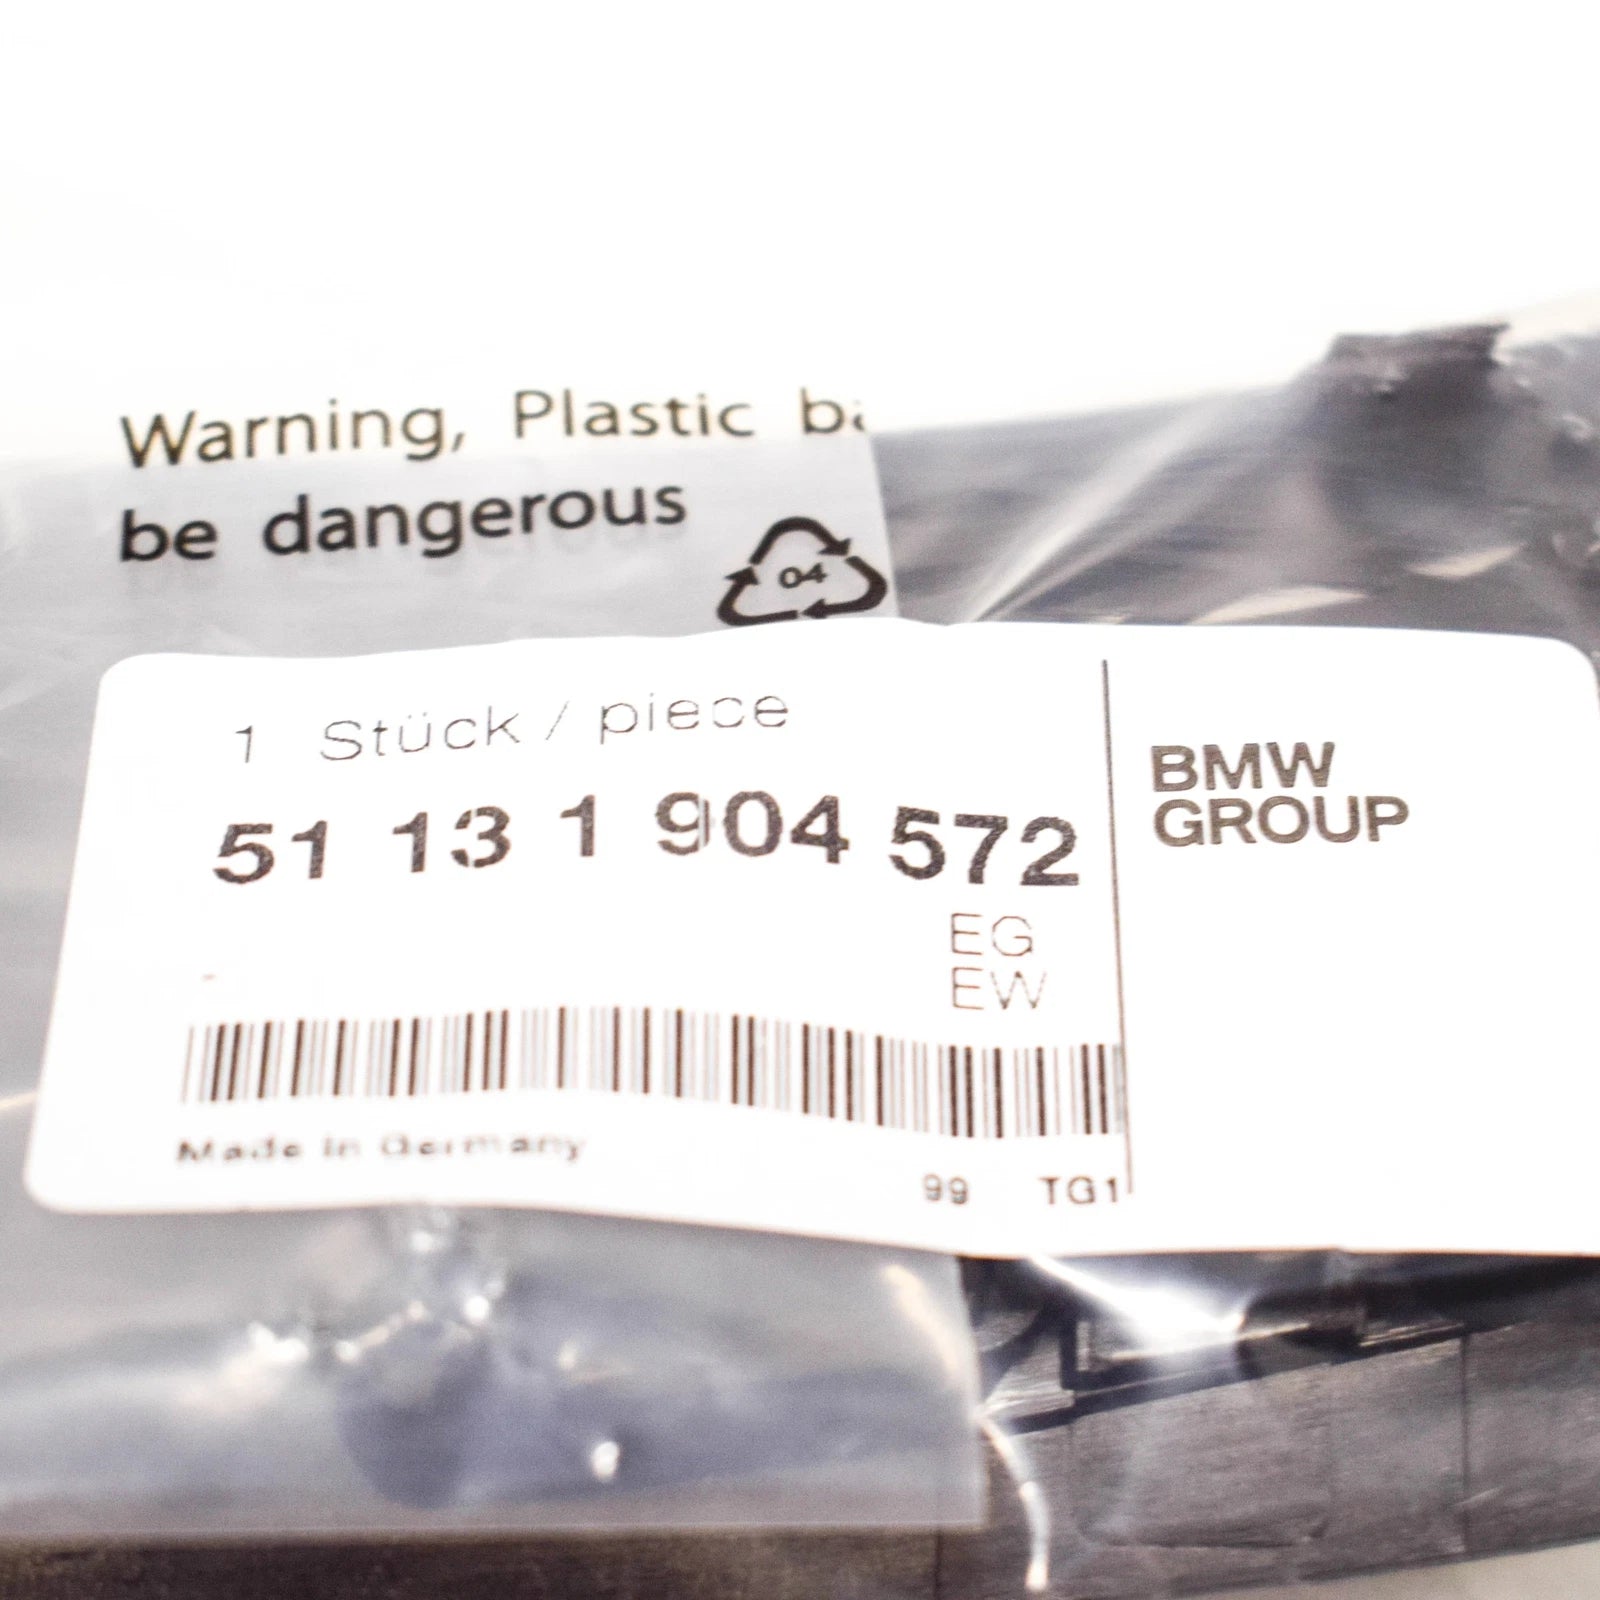 Warning, Plastic
be dangerous
04
1 Stück / piece
51 13 1 904 572
EG
EW
-
Made in Germany
99 TG1
BMW
GROUP